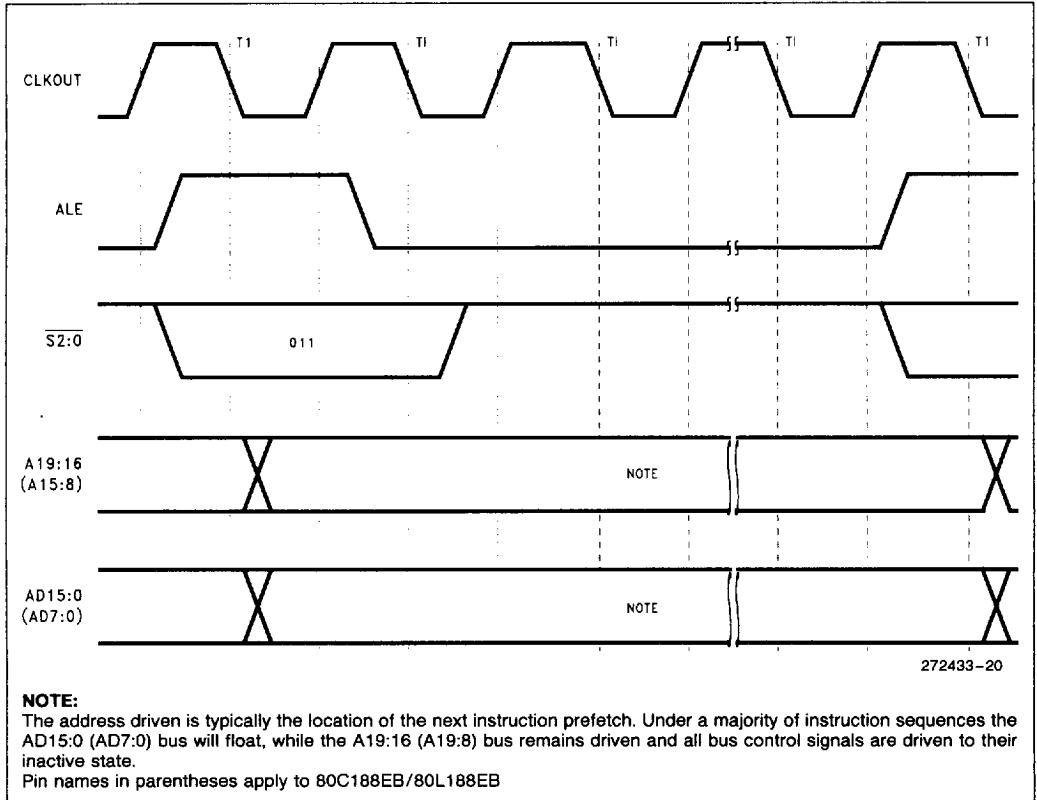 T1 TI TI TI T1
CLKOUT
ALE
S2:0
011
A19:16
(A15:8)
NOTE
AD15:0
(AD7:0)
NOTE
272433–20
NOTE:
The address driven is typically the location of the next instruction prefetch. Under a majority of instruction sequences the
AD15:0 (AD7:0) bus will float, while the A19:16 (A19:8) bus remains driven and all bus control signals are driven to their
inactive state.
Pin names in parentheses apply to 80C188EB/80L188EB